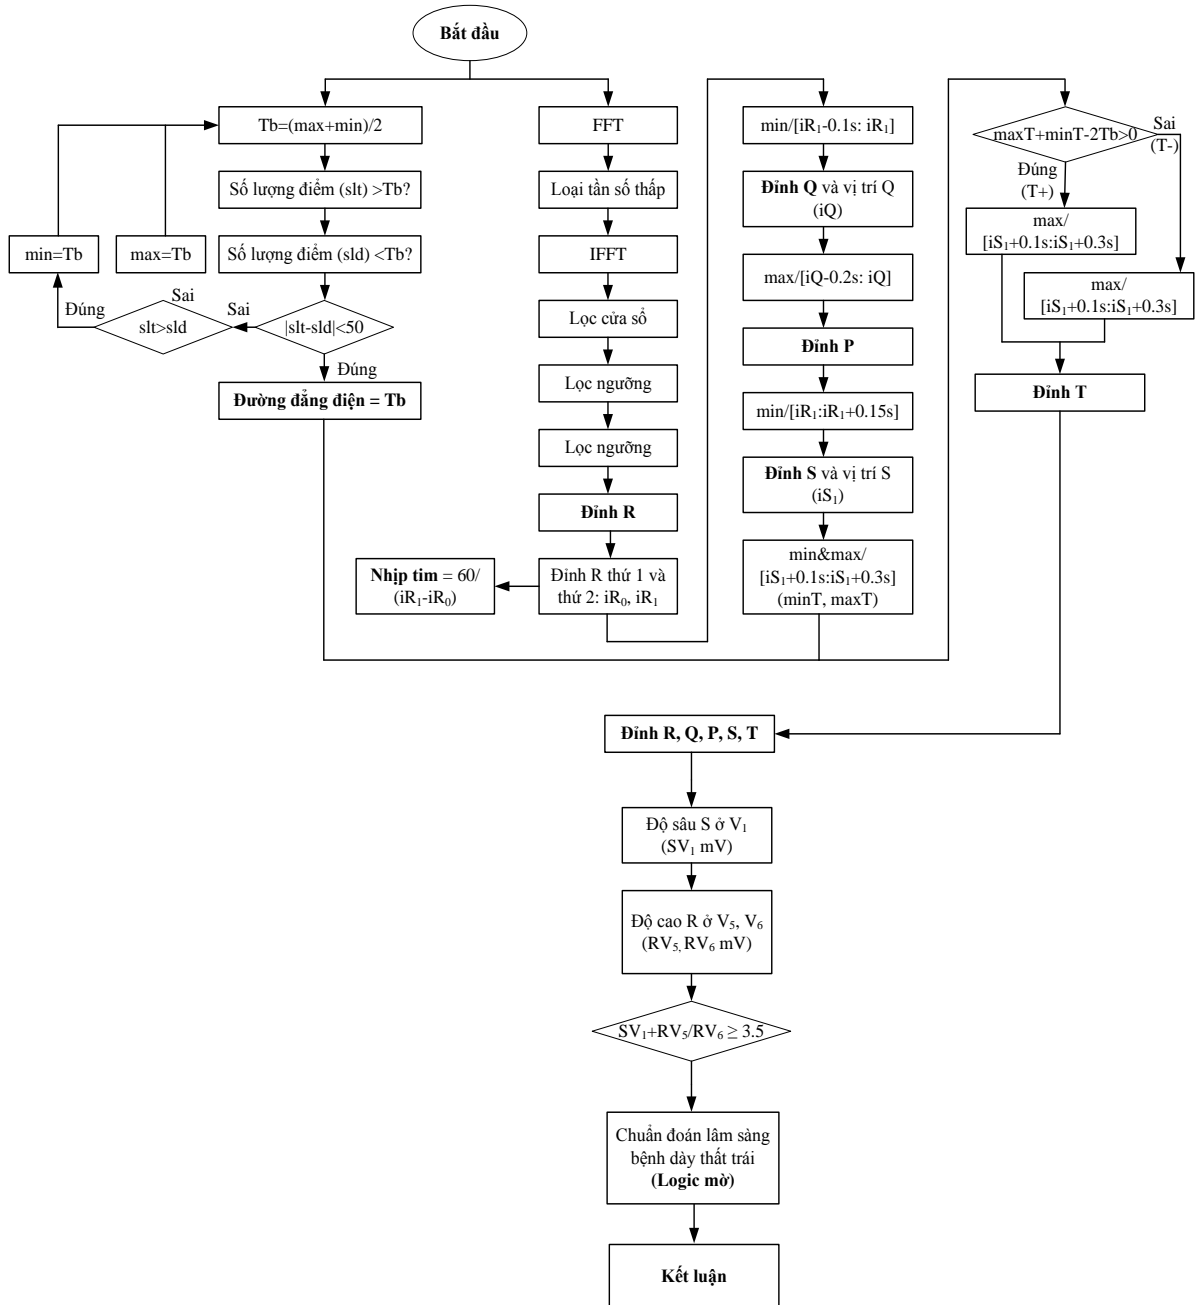 Bắt đầu
Tb=(max+min)/2
Số lượng điểm (slt) >Tb?
Số lượng điểm (sld) <Tb?
min=Tb
max=Tb
Đúng
Sai
Sai
slt>sld
|slt-sld|<50
Đúng
Đường đẳng điện = Tb
FFT
Loại tần số thấp
IFFT
Lọc cửa sổ
Lọc ngưỡng
Lọc ngưỡng
Đỉnh R
Đỉnh R thứ 1 và
thứ 2: iR₀, iR₁
Nhịp tim = 60/
(iR₁-iR₀)
min/[iR₁-0.1s: iR₁]
Đỉnh Q và vị trí Q
(iQ)
max/[iQ-0.2s: iQ]
Đỉnh P
min/[iR₁:iR₁+0.15s]
Đỉnh S và vị trí S
(iS₁)
min&max/
[iS₁+0.1s:iS₁+0.3s]
(minT, maxT)
maxT+minT-2Tb>0
Sai
(T-)
Đúng
(T+)
max/
[iS₁+0.1s:iS₁+0.3s]
max/
[iS₁+0.1s:iS₁+0.3s]
Đỉnh T
Đỉnh R, Q, P, S, T
Độ sâu S ở V₁
(SV₁ mV)
Độ cao R ở V₅, V₆
(RV₅, RV₆ mV)
SV₁+RV₅/RV₆ ≥ 3.5
Chuẩn đoán lâm sàng
bệnh dày thất trái
(Logic mờ)
Kết luận